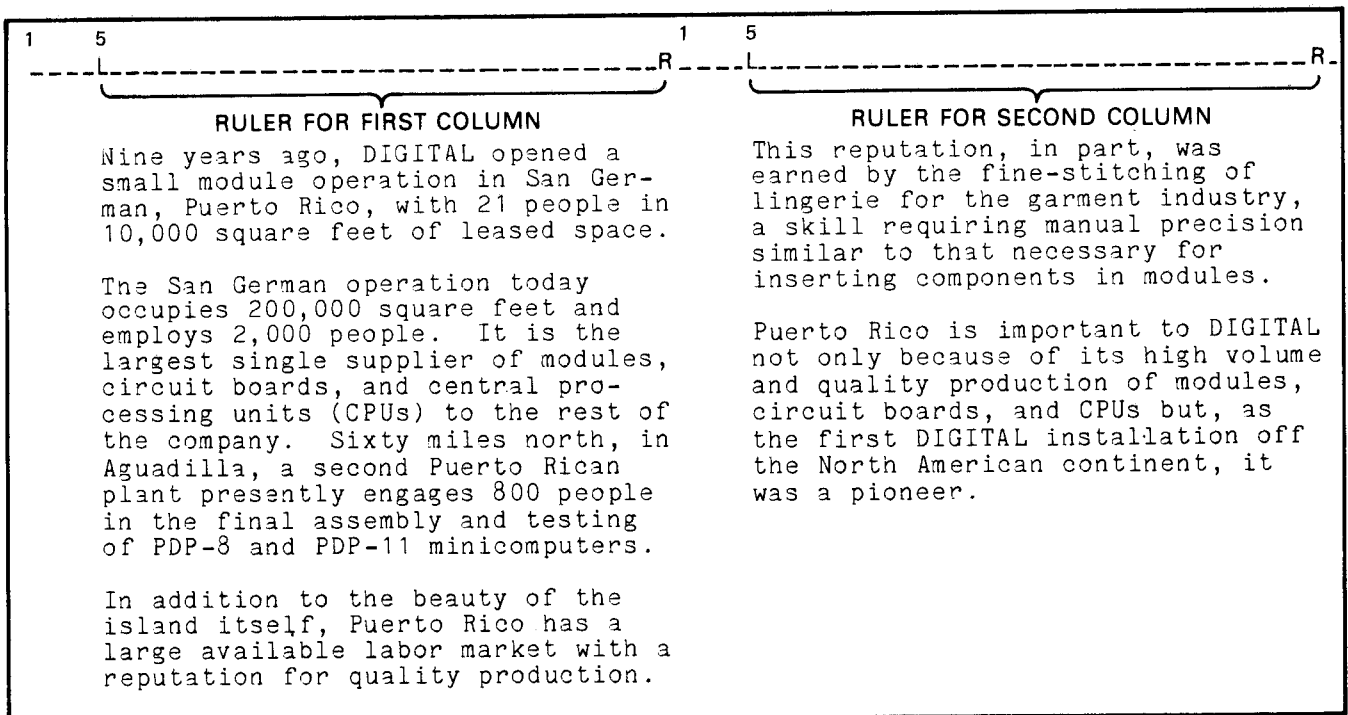 1 5 1 5
----L----------------------------------R----L----------------------------------R-
RULER FOR FIRST COLUMN
Nine years ago, DIGITAL opened a
small module operation in San Ger-
man, Puerto Rico, with 21 people in
10,000 square feet of leased space.
The San German operation today
occupies 200,000 square feet and
employs 2,000 people. It is the
largest single supplier of modules,
circuit boards, and central pro-
cessing units (CPUs) to the rest of
the company. Sixty miles north, in
Aguadilla, a second Puerto Rican
plant presently engages 800 people
in the final assembly and testing
of PDP-8 and PDP-11 minicomputers.
In addition to the beauty of the
island itself, Puerto Rico has a
large available labor market with a
reputation for quality production.
RULER FOR SECOND COLUMN
This reputation, in part, was
earned by the fine-stitching of
lingerie for the garment industry,
a skill requiring manual precision
similar to that necessary for
inserting components in modules.
Puerto Rico is important to DIGITAL
not only because of its high volume
and quality production of modules,
circuit boards, and CPUs but, as
the first DIGITAL installation off
the North American continent, it
was a pioneer.